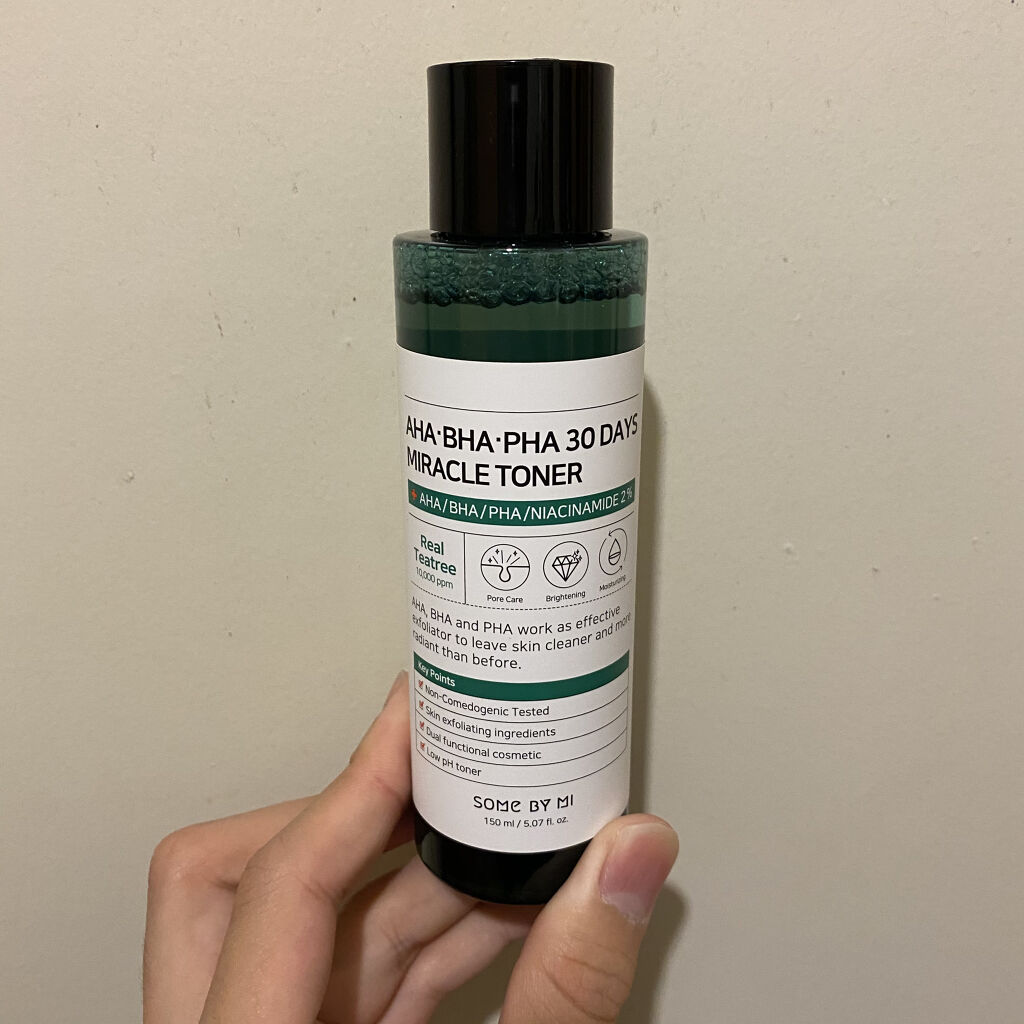 AHA·BHA·PHA 30 DAYS
MIRACLE TONER
+ AHA/BHA/PHA/NIACINAMIDE 2%
Real
Teatree
10,000 ppm
Pore Care
Brightening
Moisturizing
AHA, BHA and PHA work as effective
exfoliator to leave skin cleaner and more
radiant than before.
Key Points
Non-Comedogenic Tested
Skin exfoliating ingredients
Dual functional cosmetic
Low pH toner
SOME BY MI
150 ml / 5.07 fl. oz.